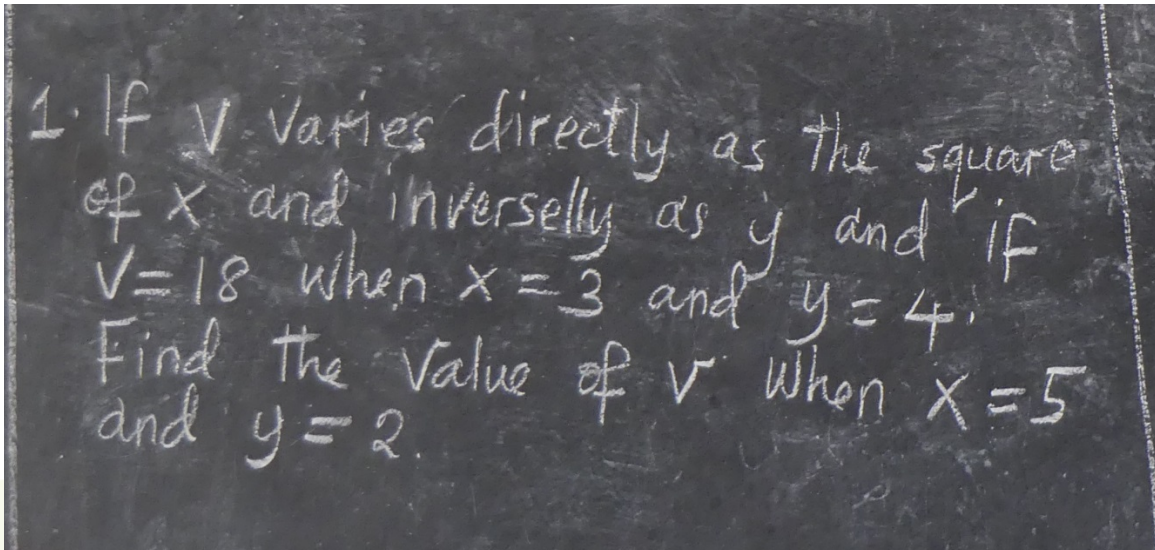 1. If V varies directly as the square
of x and inverselly as y and if
V=18 when x=3 and y=4.
Find the value of V when x=5
and y=2.